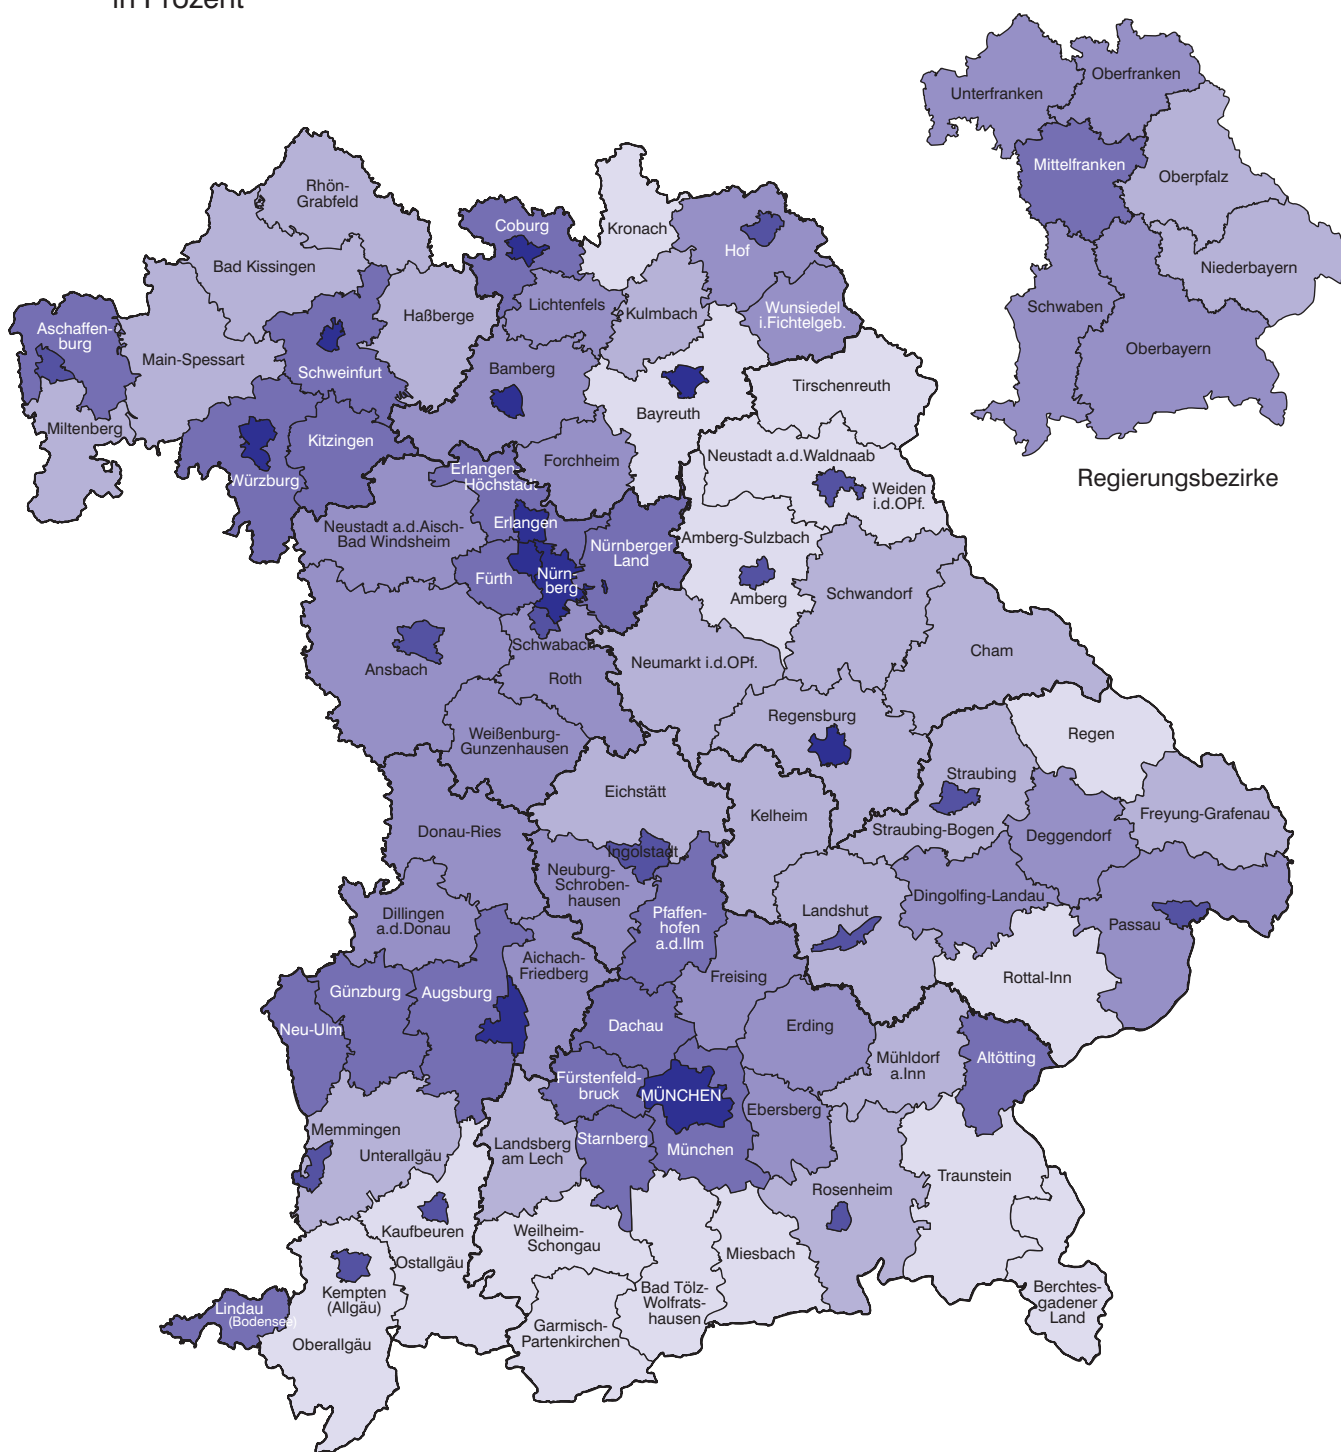 in Prozent
Oberfranken
Unterfranken
Mittelfranken
Oberpfalz
Niederbayern
Schwaben
Oberbayern
Regierungsbezirke
Rhön-
Grabfeld
Coburg
Kronach
Hof
Bad Kissingen
Lichtenfels
Kulmbach
Wunsiedel
i.Fichtelgeb.
Haßberge
Aschaffen-
burg
Main-Spessart
Schweinfurt
Bamberg
Bayreuth
Tirschenreuth
Miltenberg
Kitzingen
Würzburg
Erlangen-
Höchstadt
Forchheim
Neustadt a.d.Waldnaab
Weiden
i.d.OPf.
Neustadt a.d.Aisch-
Bad Windsheim
Erlangen
Nürnberger
Land
Amberg-Sulzbach
Fürth
Nürn-
berg
Amberg
Schwandorf
Schwabach
Ansbach
Roth
Neumarkt i.d.OPf.
Cham
Weißenburg-
Gunzenhausen
Regensburg
Regen
Eichstätt
Straubing
Kelheim
Straubing-Bogen
Freyung-Grafenau
Donau-Ries
Ingolstadt
Deggendorf
Neuburg-
Schroben-
hausen
Dingolfing-Landau
Dillingen
a.d.Donau
Pfaffen-
hofen
a.d.Ilm
Landshut
Passau
Aichach-
Friedberg
Freising
Rottal-Inn
Günzburg
Augsburg
Neu-Ulm
Dachau
Erding
Mühldorf
a.Inn
Altötting
Fürstenfeld-
bruck
MÜNCHEN
Ebersberg
Memmingen
Unterallgäu
Landsberg
am Lech
Starnberg
München
Traunstein
Rosenheim
Kaufbeuren
Ostallgäu
Weilheim-
Schongau
Miesbach
Kempten
(Allgäu)
Bad Tölz-
Wolfrats-
hausen
Berchtes-
gadener
Land
Lindau
(Bodensee)
Oberallgäu
Garmisch-
Partenkirchen